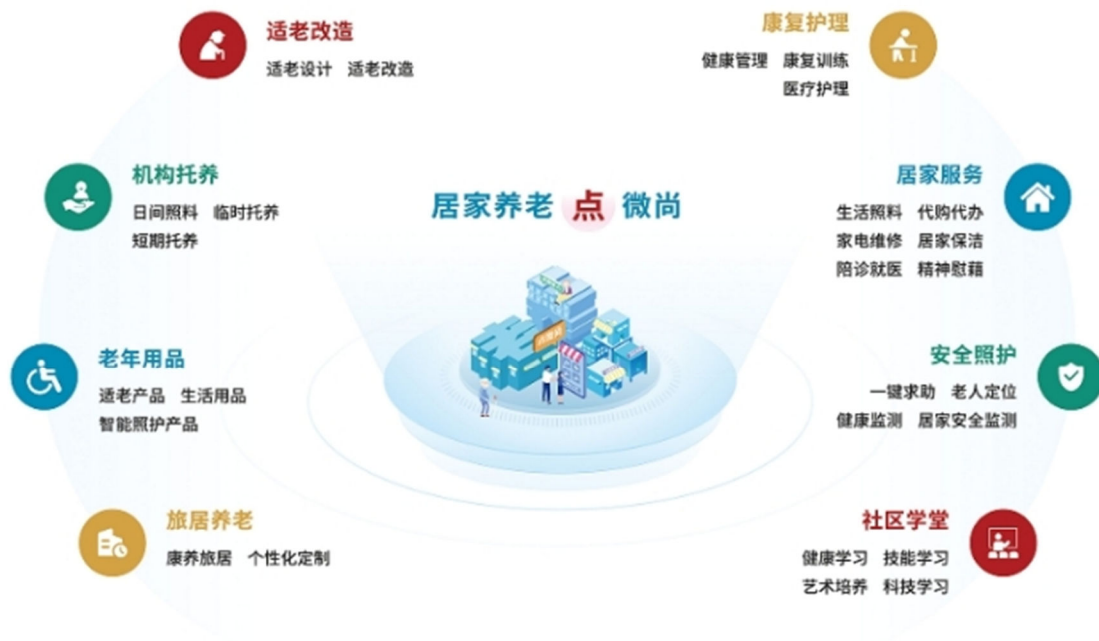 适老改造
适老设计 适老改造
康复护理
健康管理 康复训练
医疗护理
机构托养
日间照料 临时托养
短期托养
居家养老 点 微尚
居家服务
生活照料 代购代办
家电维修 居家保洁
陪诊就医 精神慰藉
老年用品
适老产品 生活用品
智能照护产品
安全照护
一键求助 老人定位
健康监测 居家安全监测
旅居养老
康养旅居 个性化定制
社区学堂
健康学习 技能学习
艺术培养 科技学习